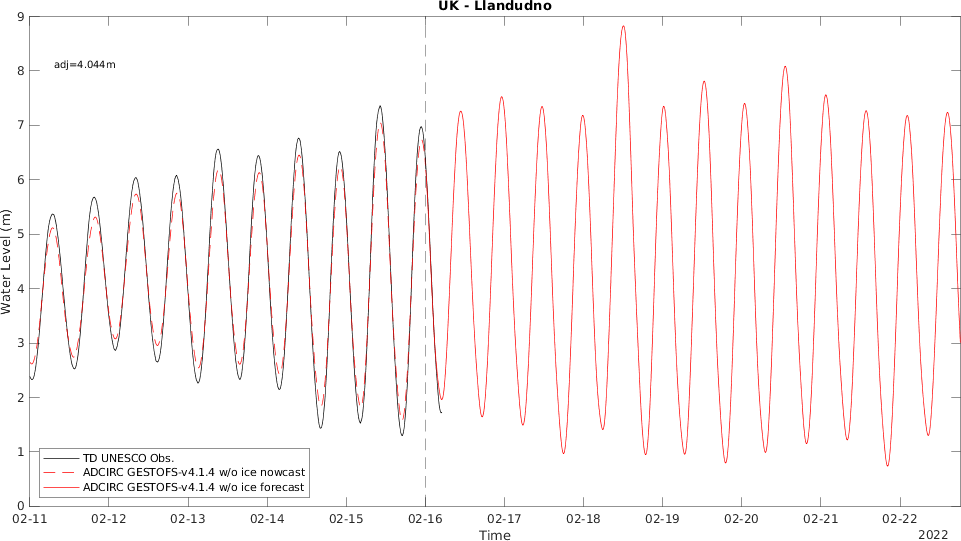 UK - Llandudno
9
8
7
6
5
4
3
2
1
0
Water Level (m)
adj=4.044m
TD UNESCO Obs.
ADCIRC GESTOFS-v4.1.4 w/o ice nowcast
ADCIRC GESTOFS-v4.1.4 w/o ice forecast
02-11 02-12 02-13 02-14 02-15 02-16 02-17 02-18 02-19 02-20 02-21 02-22
Time
2022